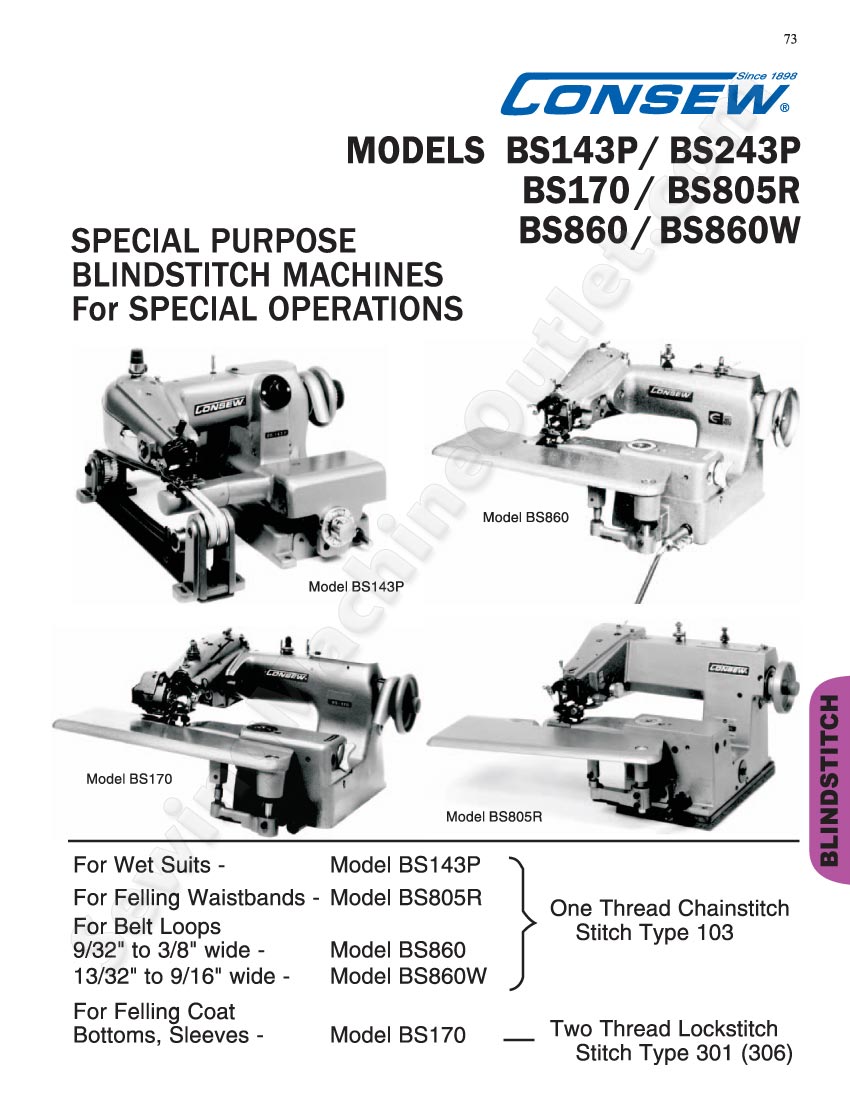 73
Since 1898
CONSEW®
MODELS BS143P / BS243P
BS170 / BS805R
BS860 / BS860W
SPECIAL PURPOSE
BLINDSTITCH MACHINES
For SPECIAL OPERATIONS
CONSEW
CONSEW
Model BS860
Model BS143P
CONSEW
CONSEW
Model BS170
Model BS805R
BLINDSTITCH
For Wet Suits - Model BS143P
For Felling Waistbands - Model BS805R
For Belt Loops
9/32" to 3/8" wide - Model BS860
13/32" to 9/16" wide - Model BS860W
One Thread Chainstitch
Stitch Type 103
For Felling Coat
Bottoms, Sleeves - Model BS170
Two Thread Lockstitch
Stitch Type 301 (306)
SewingMachineOutlet.com